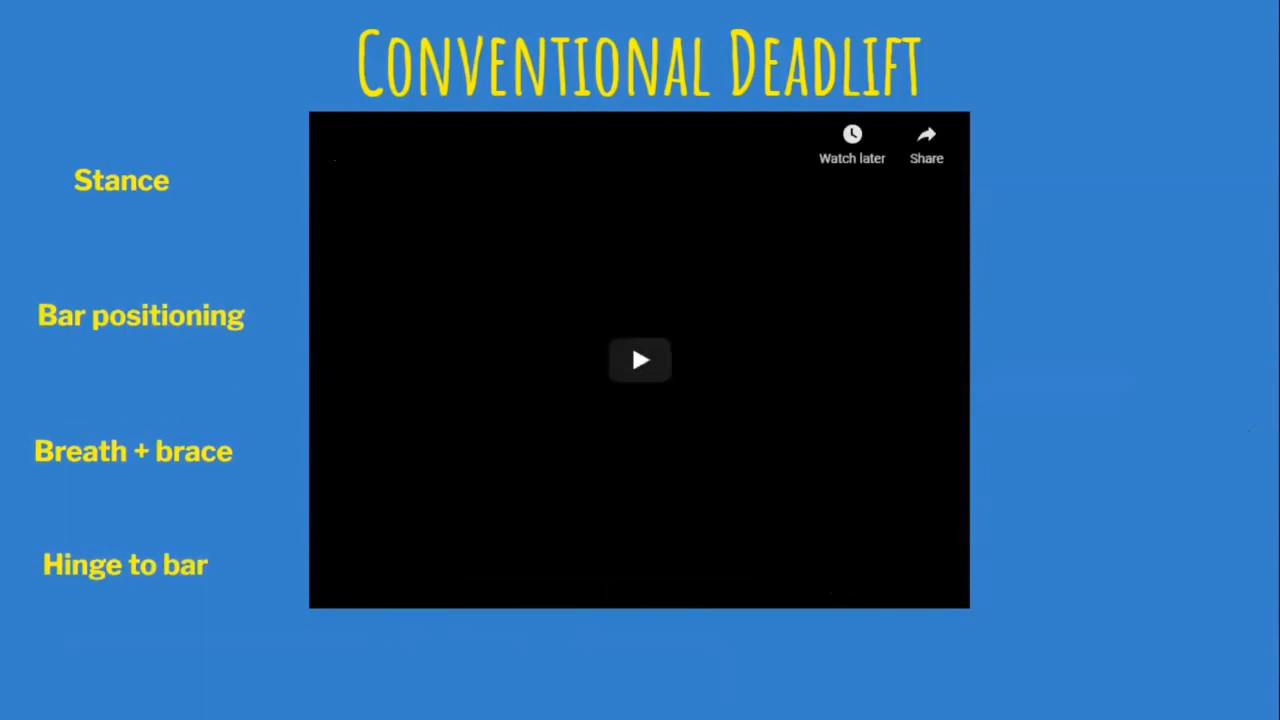 Conventional Deadlift
Watch later
Share
Stance
Bar positioning
Breath + brace
Hinge to bar